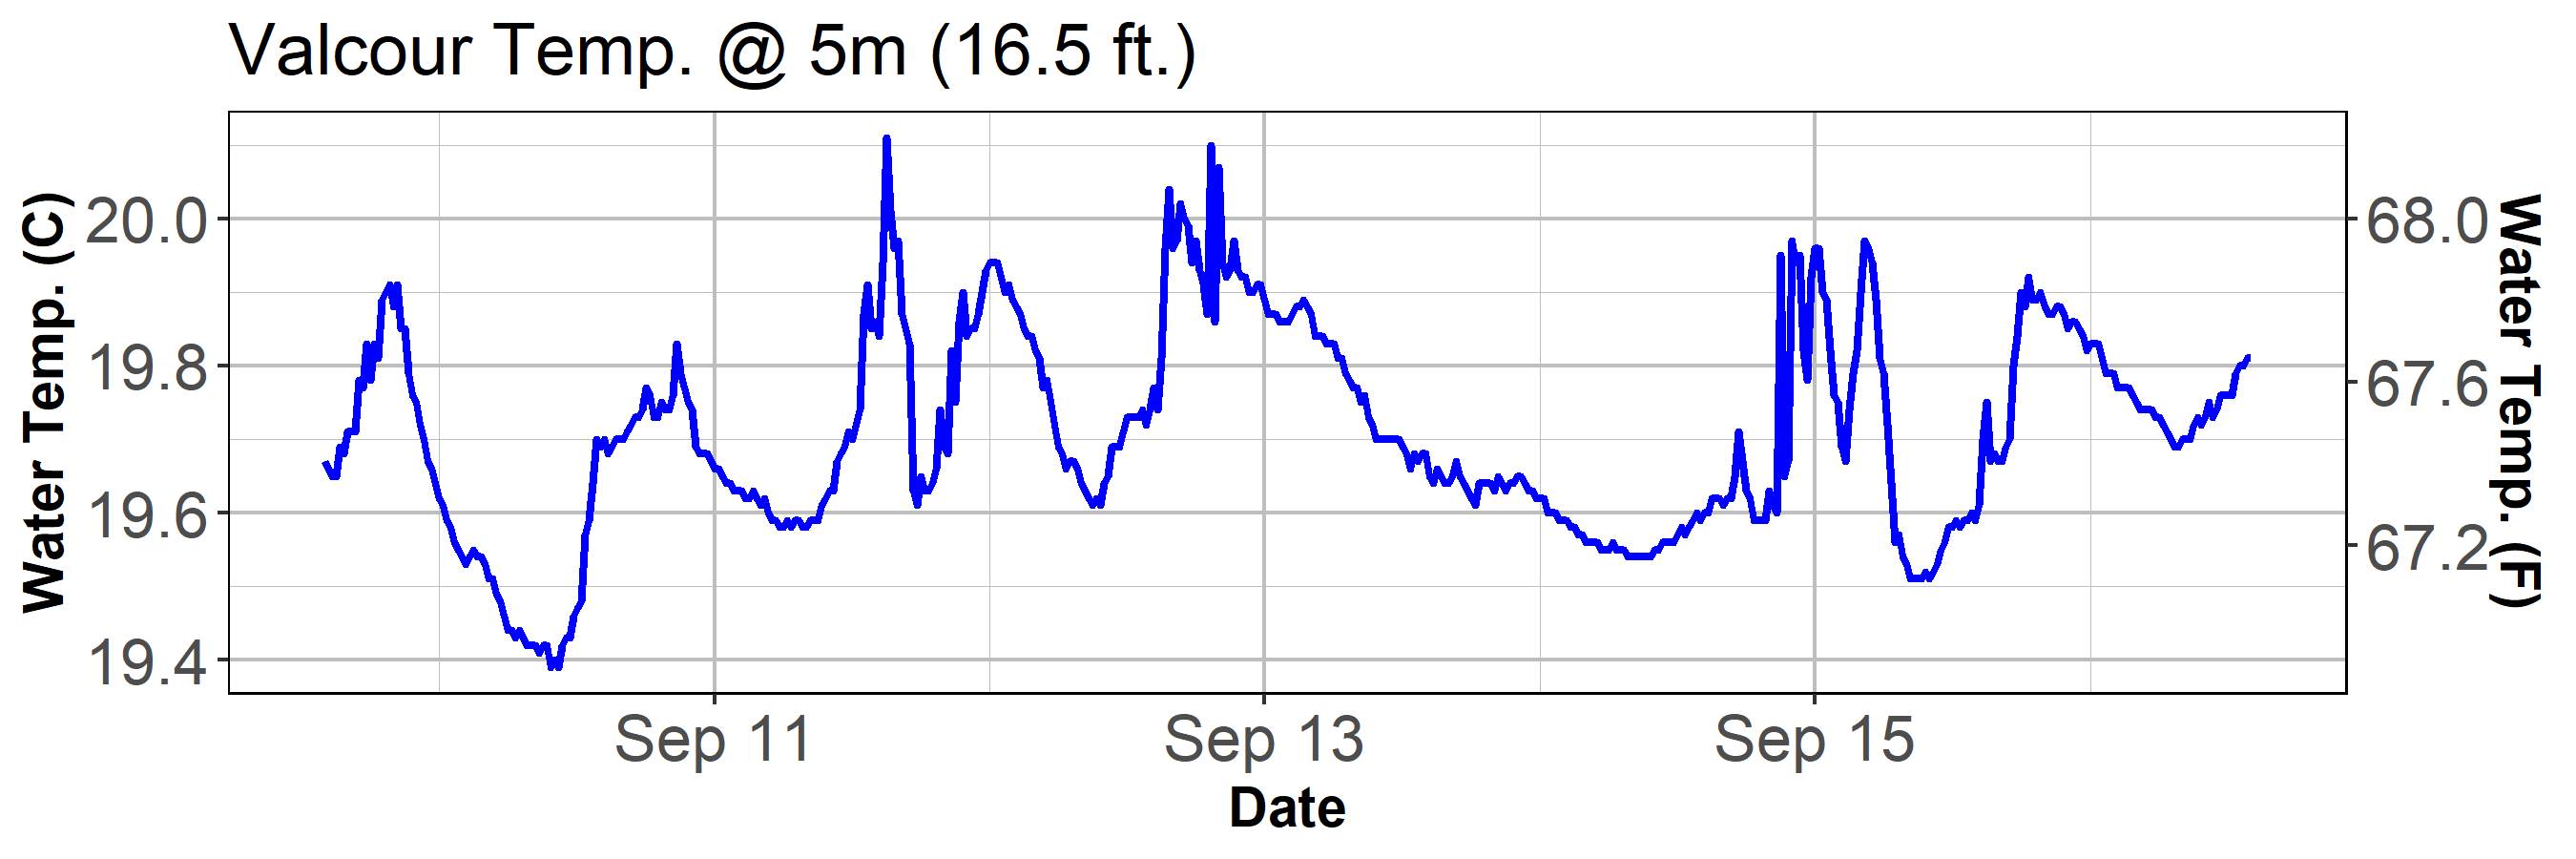 Valcour Temp. @ 5m (16.5 ft.)
Water Temp. (C)
20.0
19.8
19.6
19.4
68.0
67.6
67.2
Water Temp. (F)
Sep 11
Sep 13
Sep 15
Date